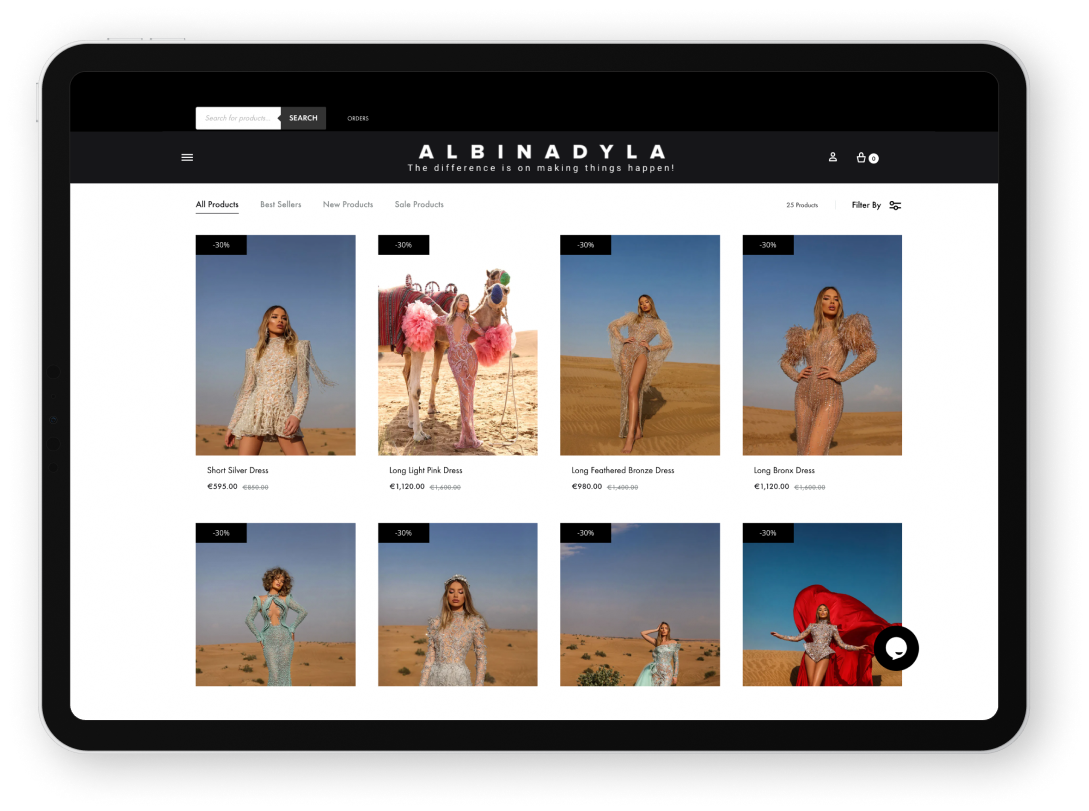 Search for products...
SEARCH
ORDERS
ALBINADYLA
The difference is on making things happen!
0
All Products Best Sellers New Products Sale Products 25 Products Filter By
-30% -30% -30% -30%
Short Silver Dress Long Light Pink Dress Long Feathered Bronze Dress Long Bronx Dress
€595.00 €850.00 €1,120.00 €1,600.00 €980.00 €1,400.00 €1,120.00 €1,600.00
-30% -30% -30% -30%